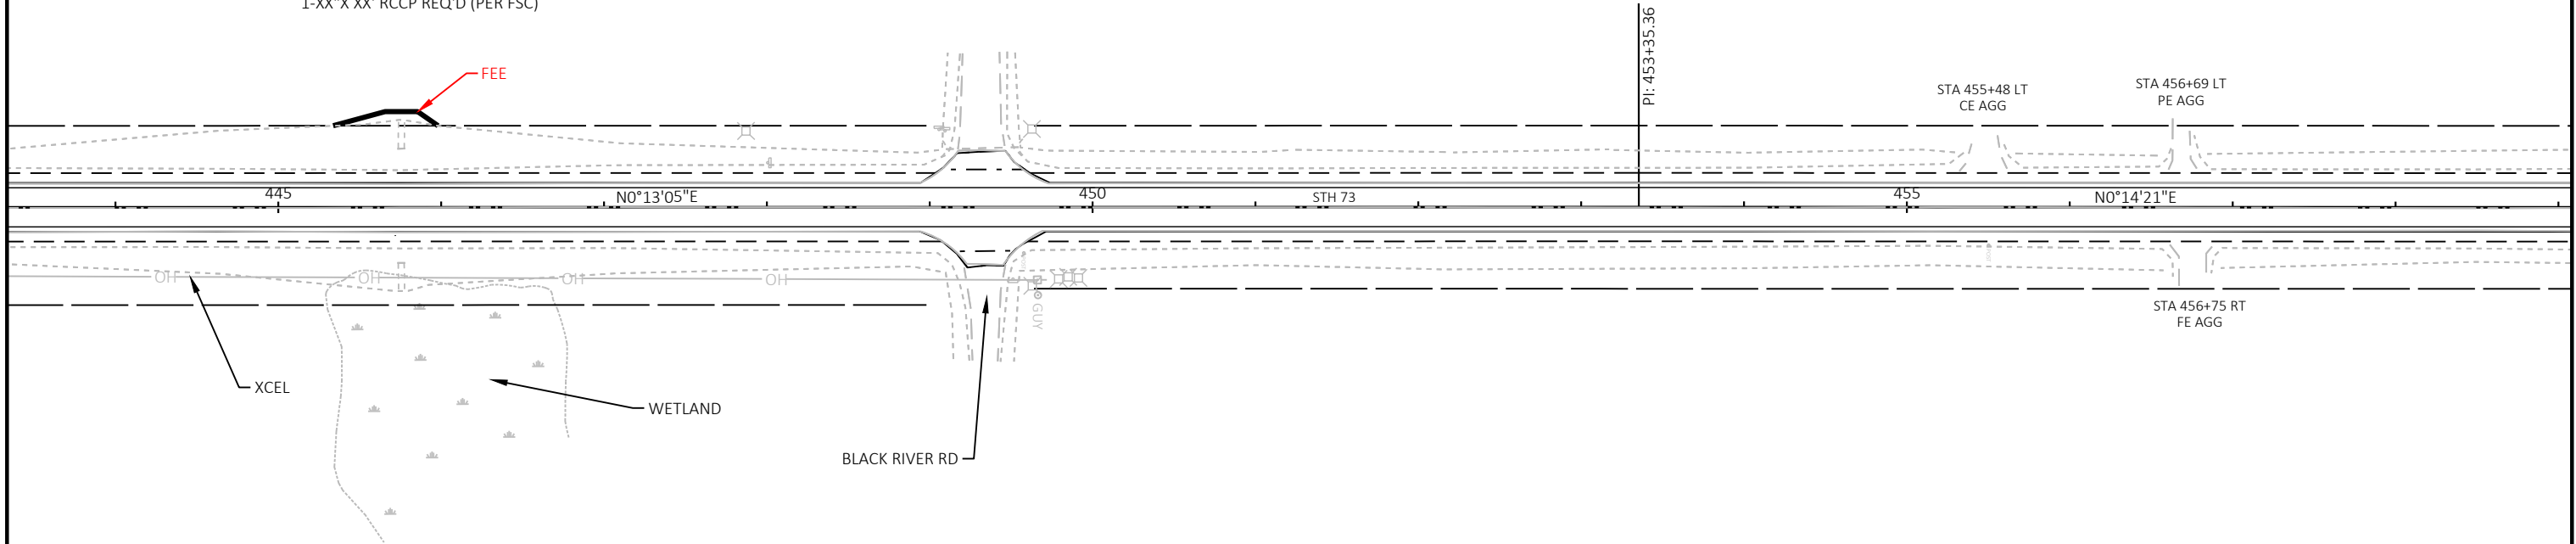 1-XX"X XX' RCCP REQ'D (PER FSC)
FEE
PI: 453+35.36
STA 455+48 LT
CE AGG
STA 456+69 LT
PE AGG
445
N0°13'05"E
450
STH 73
455
N0°14'21"E
OH
OH
OH
OH
GUY
STA 456+75 RT
FE AGG
XCEL
WETLAND
BLACK RIVER RD